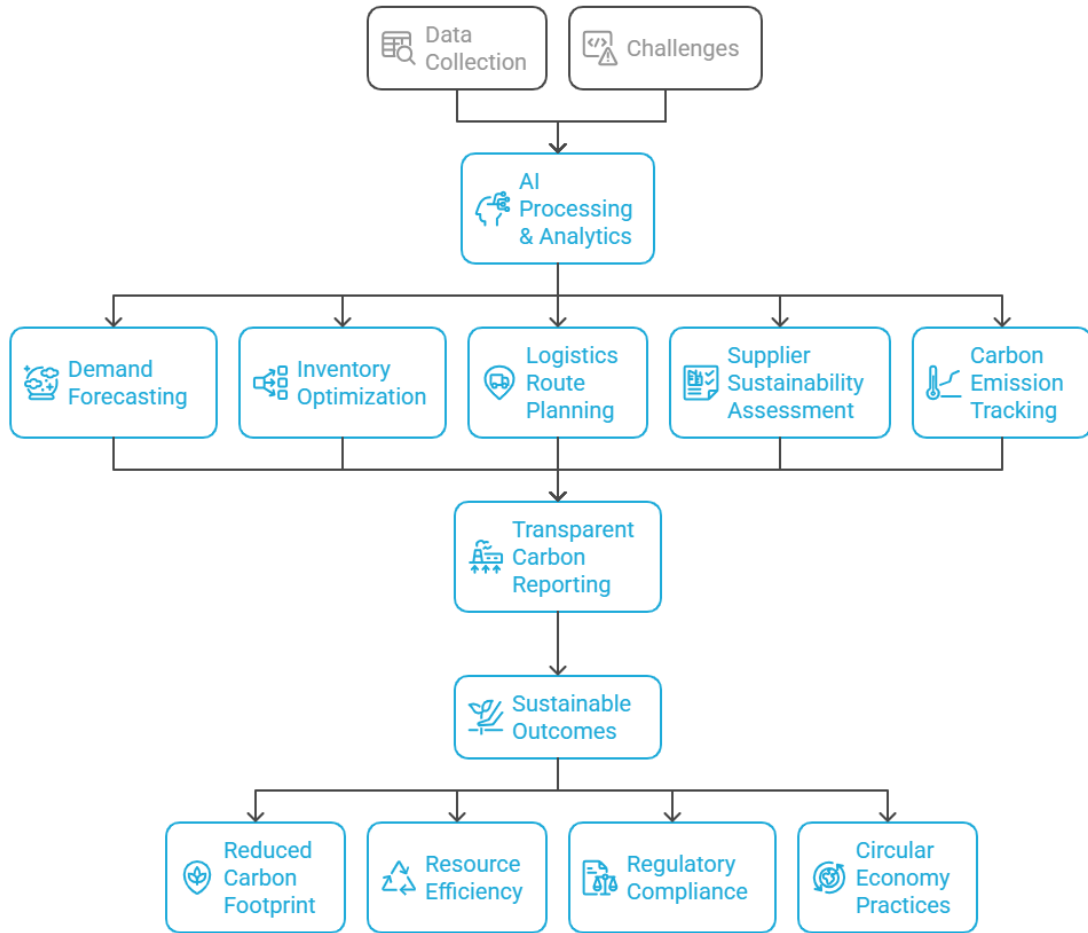 Data
Collection
Challenges
AI
Processing
& Analytics
Demand
Forecasting
Inventory
Optimization
Logistics
Route
Planning
Supplier
Sustainability
Assessment
Carbon
Emission
Tracking
Transparent
Carbon
Reporting
Sustainable
Outcomes
Reduced
Carbon
Footprint
Resource
Efficiency
Regulatory
Compliance
Circular
Economy
Practices